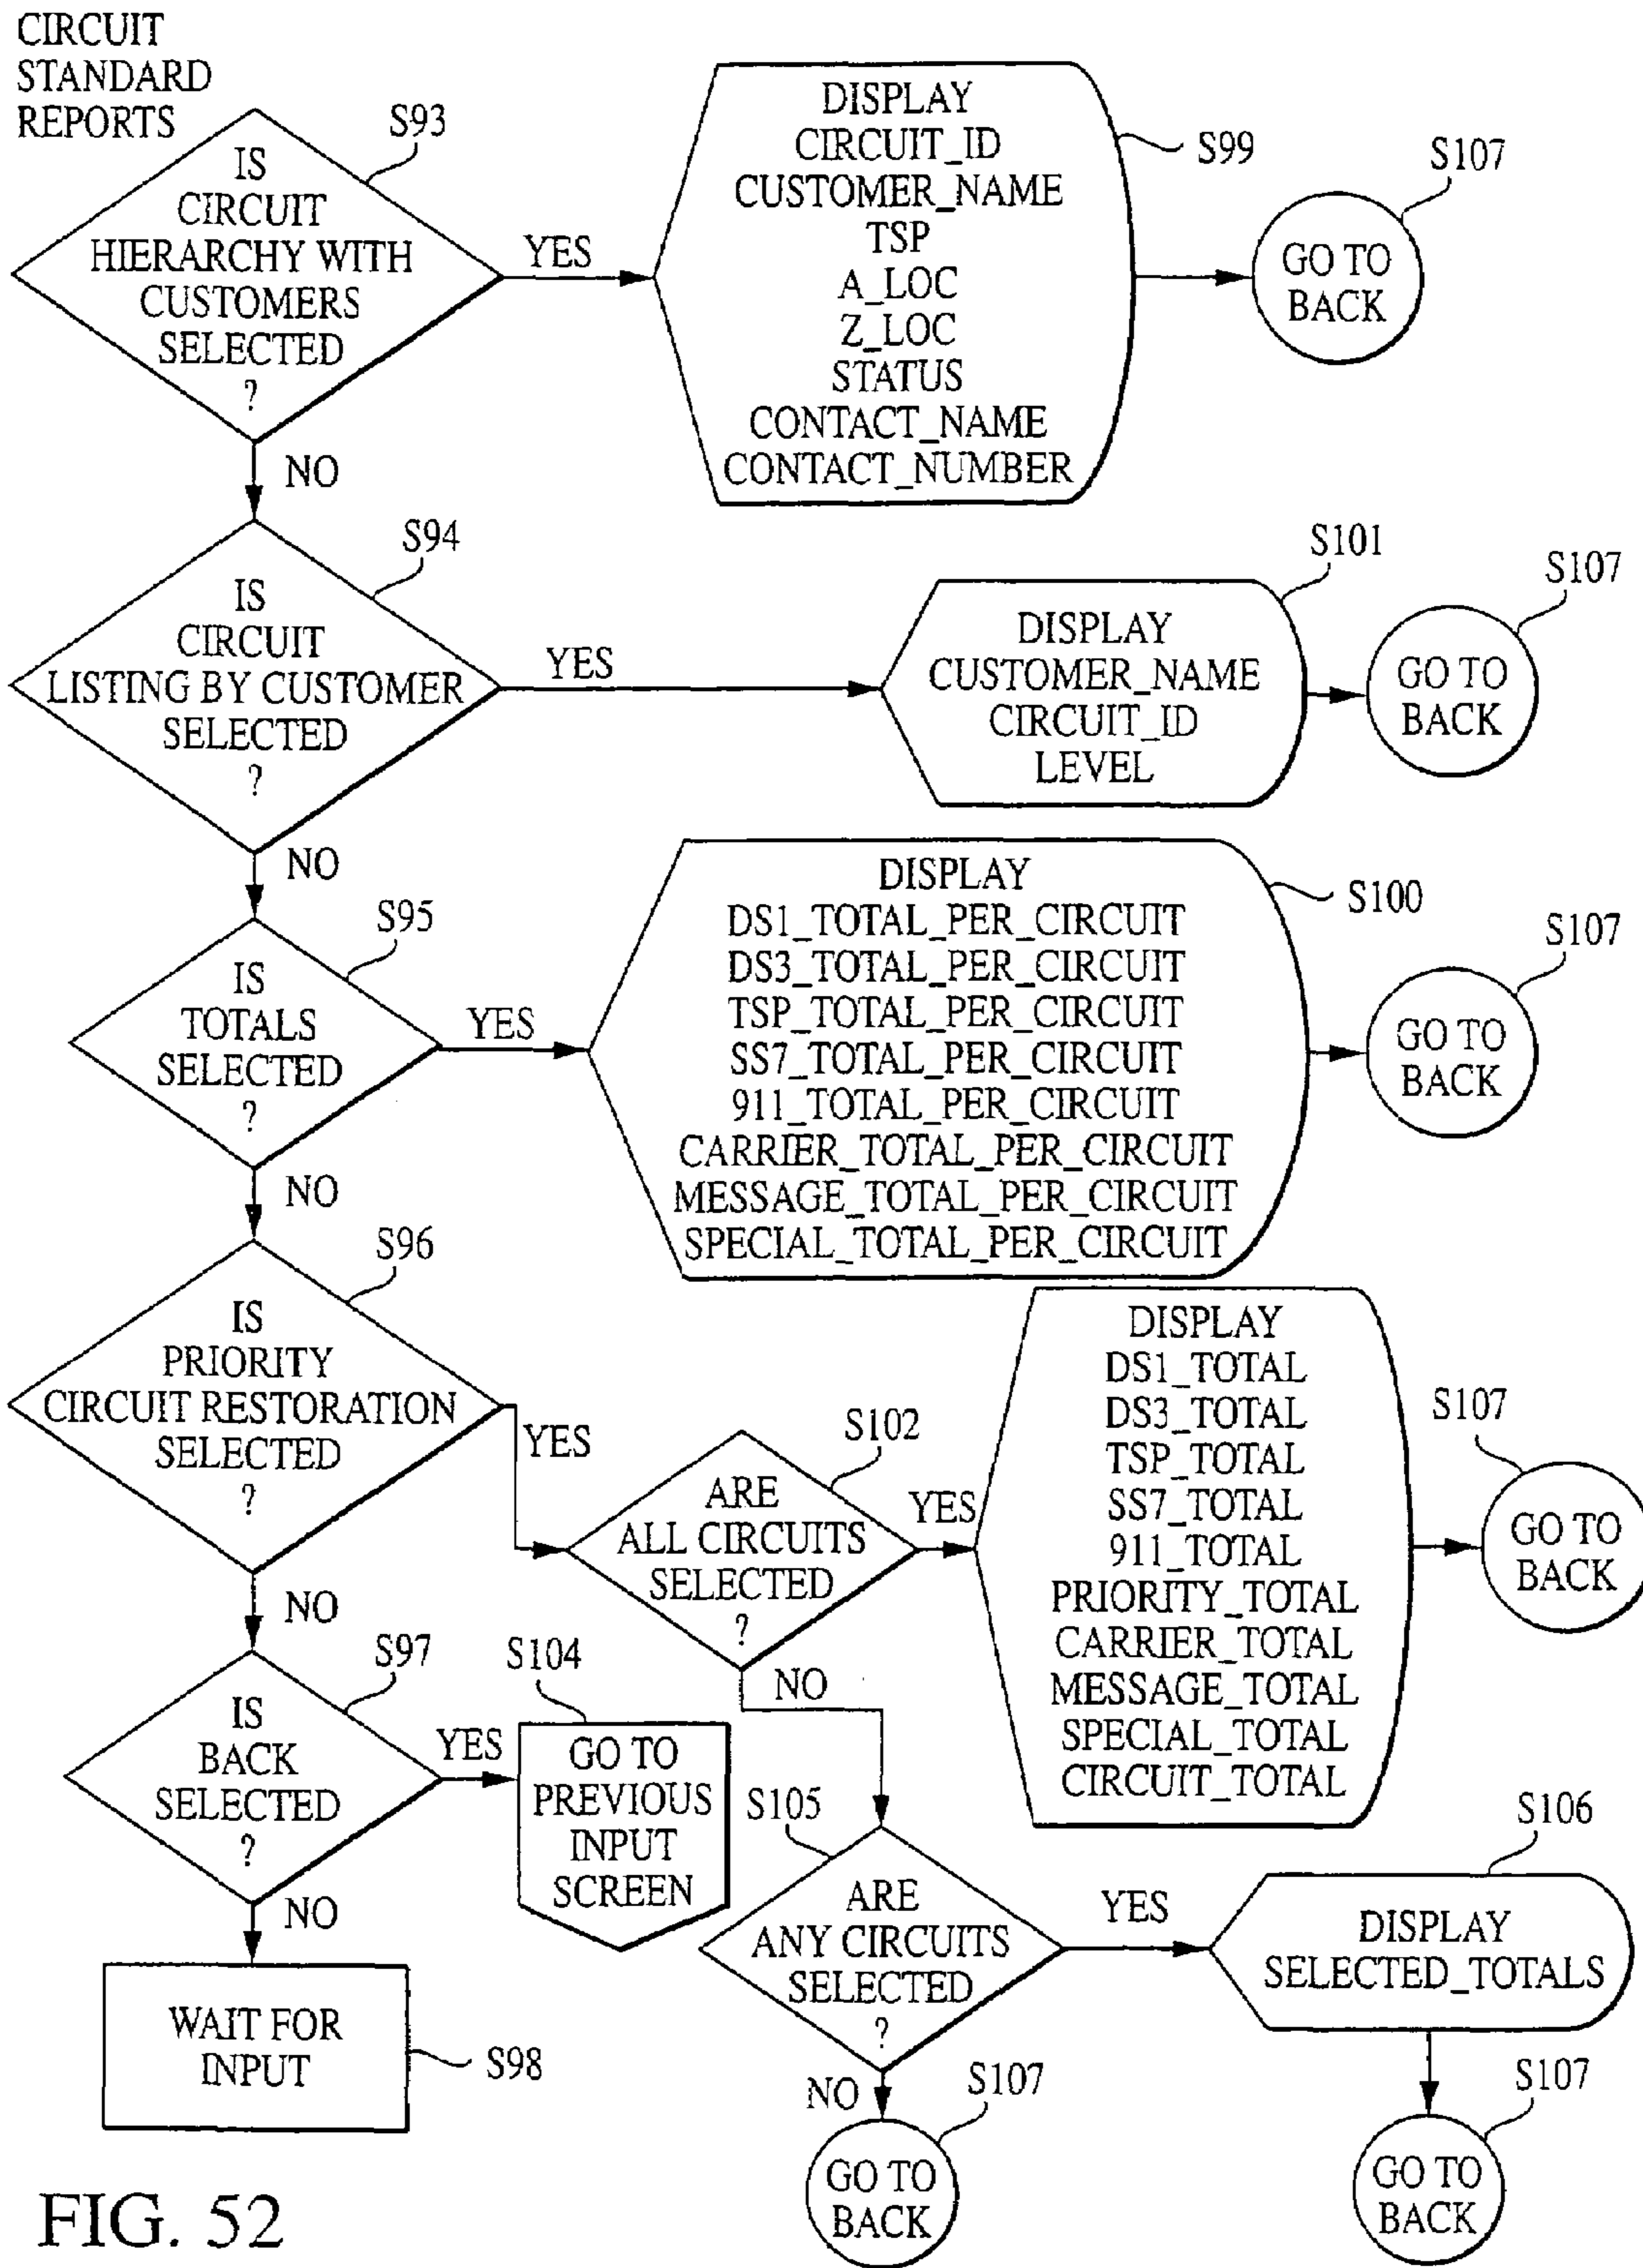 CIRCUIT
STANDARD
REPORTS
S93
IS
CIRCUIT
HIERARCHY WITH
CUSTOMERS
SELECTED
?
YES
NO
DISPLAY
CIRCUIT_ID
CUSTOMER_NAME
TSP
A_LOC
Z_LOC
STATUS
CONTACT_NAME
CONTACT_NUMBER
S99
S107
GO TO
BACK
S94
IS
CIRCUIT
LISTING BY CUSTOMER
SELECTED
?
YES
NO
S101
DISPLAY
CUSTOMER_NAME
CIRCUIT_ID
LEVEL
S107
GO TO
BACK
S95
IS
TOTALS
SELECTED
?
YES
NO
DISPLAY
DS1_TOTAL_PER_CIRCUIT
DS3_TOTAL_PER_CIRCUIT
TSP_TOTAL_PER_CIRCUIT
SS7_TOTAL_PER_CIRCUIT
911_TOTAL_PER_CIRCUIT
CARRIER_TOTAL_PER_CIRCUIT
MESSAGE_TOTAL_PER_CIRCUIT
SPECIAL_TOTAL_PER_CIRCUIT
S100
S107
GO TO
BACK
S96
IS
PRIORITY
CIRCUIT RESTORATION
SELECTED
?
YES
NO
S102
ARE
ALL CIRCUITS
SELECTED
?
YES
NO
DISPLAY
DS1_TOTAL
DS3_TOTAL
TSP_TOTAL
SS7_TOTAL
911_TOTAL
PRIORITY_TOTAL
CARRIER_TOTAL
MESSAGE_TOTAL
SPECIAL_TOTAL
CIRCUIT_TOTAL
S107
GO TO
BACK
S97
IS
BACK
SELECTED
?
YES
NO
S104
GO TO
PREVIOUS
INPUT
SCREEN
S105
ARE
ANY CIRCUITS
SELECTED
?
YES
NO
S106
DISPLAY
SELECTED_TOTALS
WAIT FOR
INPUT
S98
S107
GO TO
BACK
S107
GO TO
BACK
FIG. 52